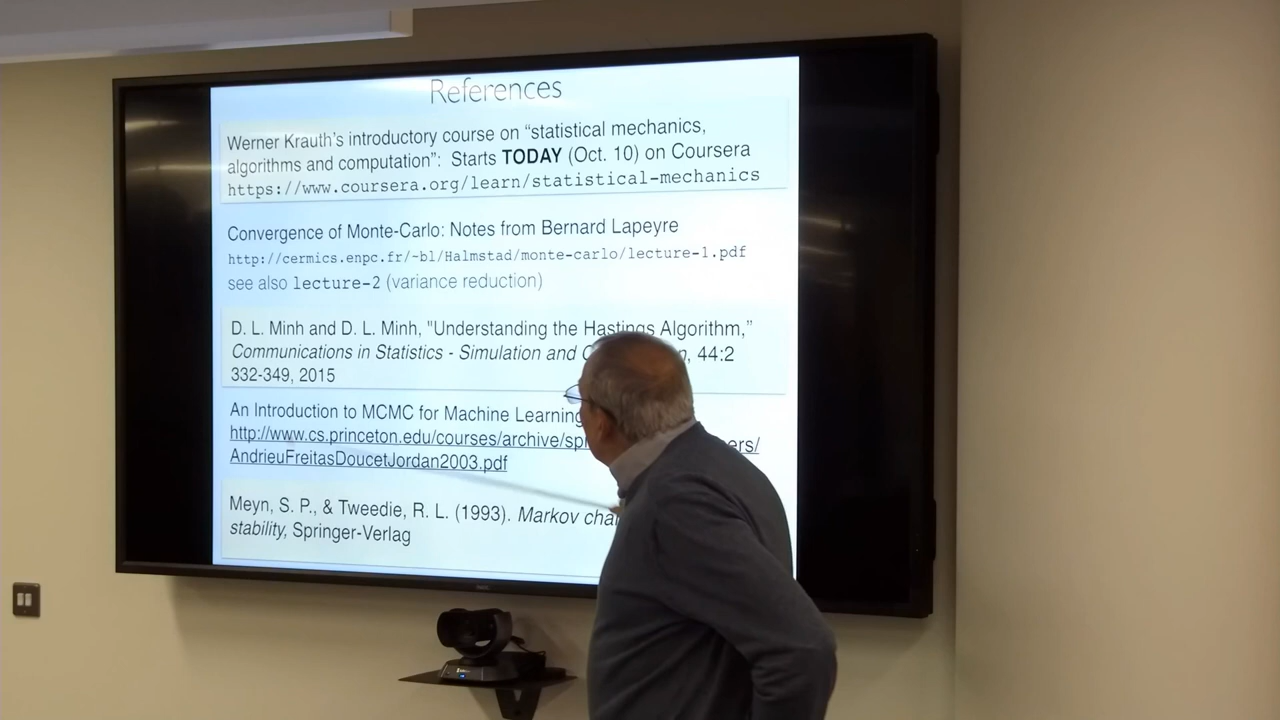 References
Werner Krauth's introductory course on “statistical mechanics,
algorithms and computation”: Starts TODAY (Oct. 10) on Coursera
https://www.coursera.org/learn/statistical-mechanics
Convergence of Monte-Carlo: Notes from Bernard Lapeyre
http://cermics.enpc.fr/~bl/Halmstad/monte-carlo/lecture-1.pdf
see also lecture-2 (variance reduction)
D. L. Minh and D. L. Minh, "Understanding the Hastings Algorithm,”
Communications in Statistics - Simulation and 44:2
332-349, 2015
An Introduction to MCMC for Machine Learning
http://www.cs.princeton.edu/courses/archive/
AndrieuFreitasDoucetJordan2003.pdf
Meyn, S. P., & Tweedie, R. L. (1993). Markov
stability, Springer-Verlag